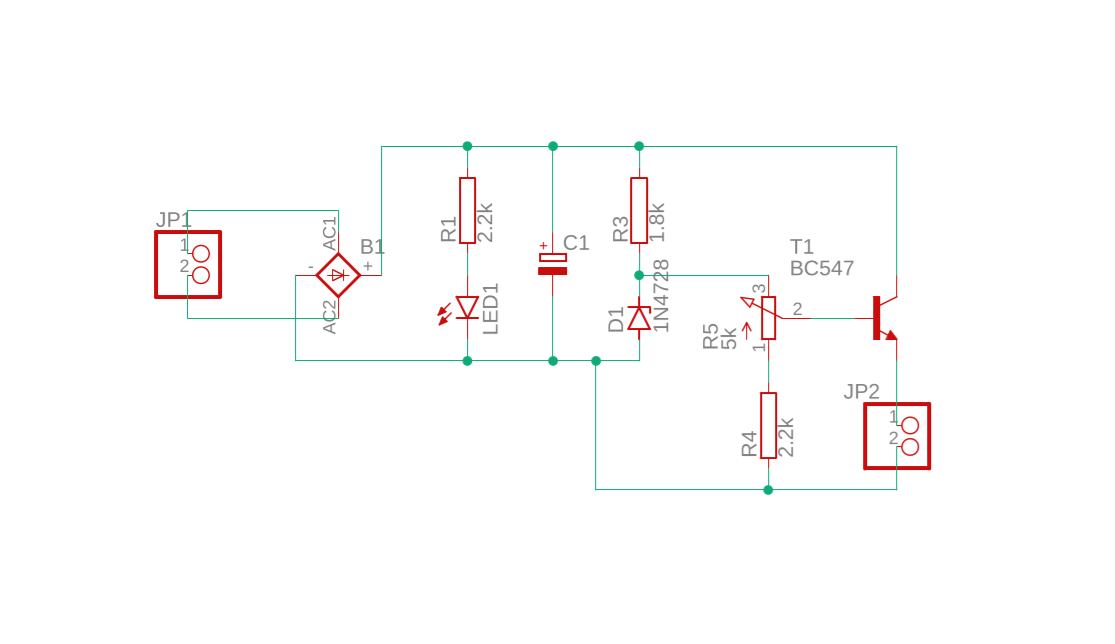 JP1
1
2
AC1
B1
-
+
AC2
R1
2.2k
LED1
+
C1
R3
1.8k
D1
1N4728
R5
5k
3
2
1
T1
BC547
R4
2.2k
JP2
1
2